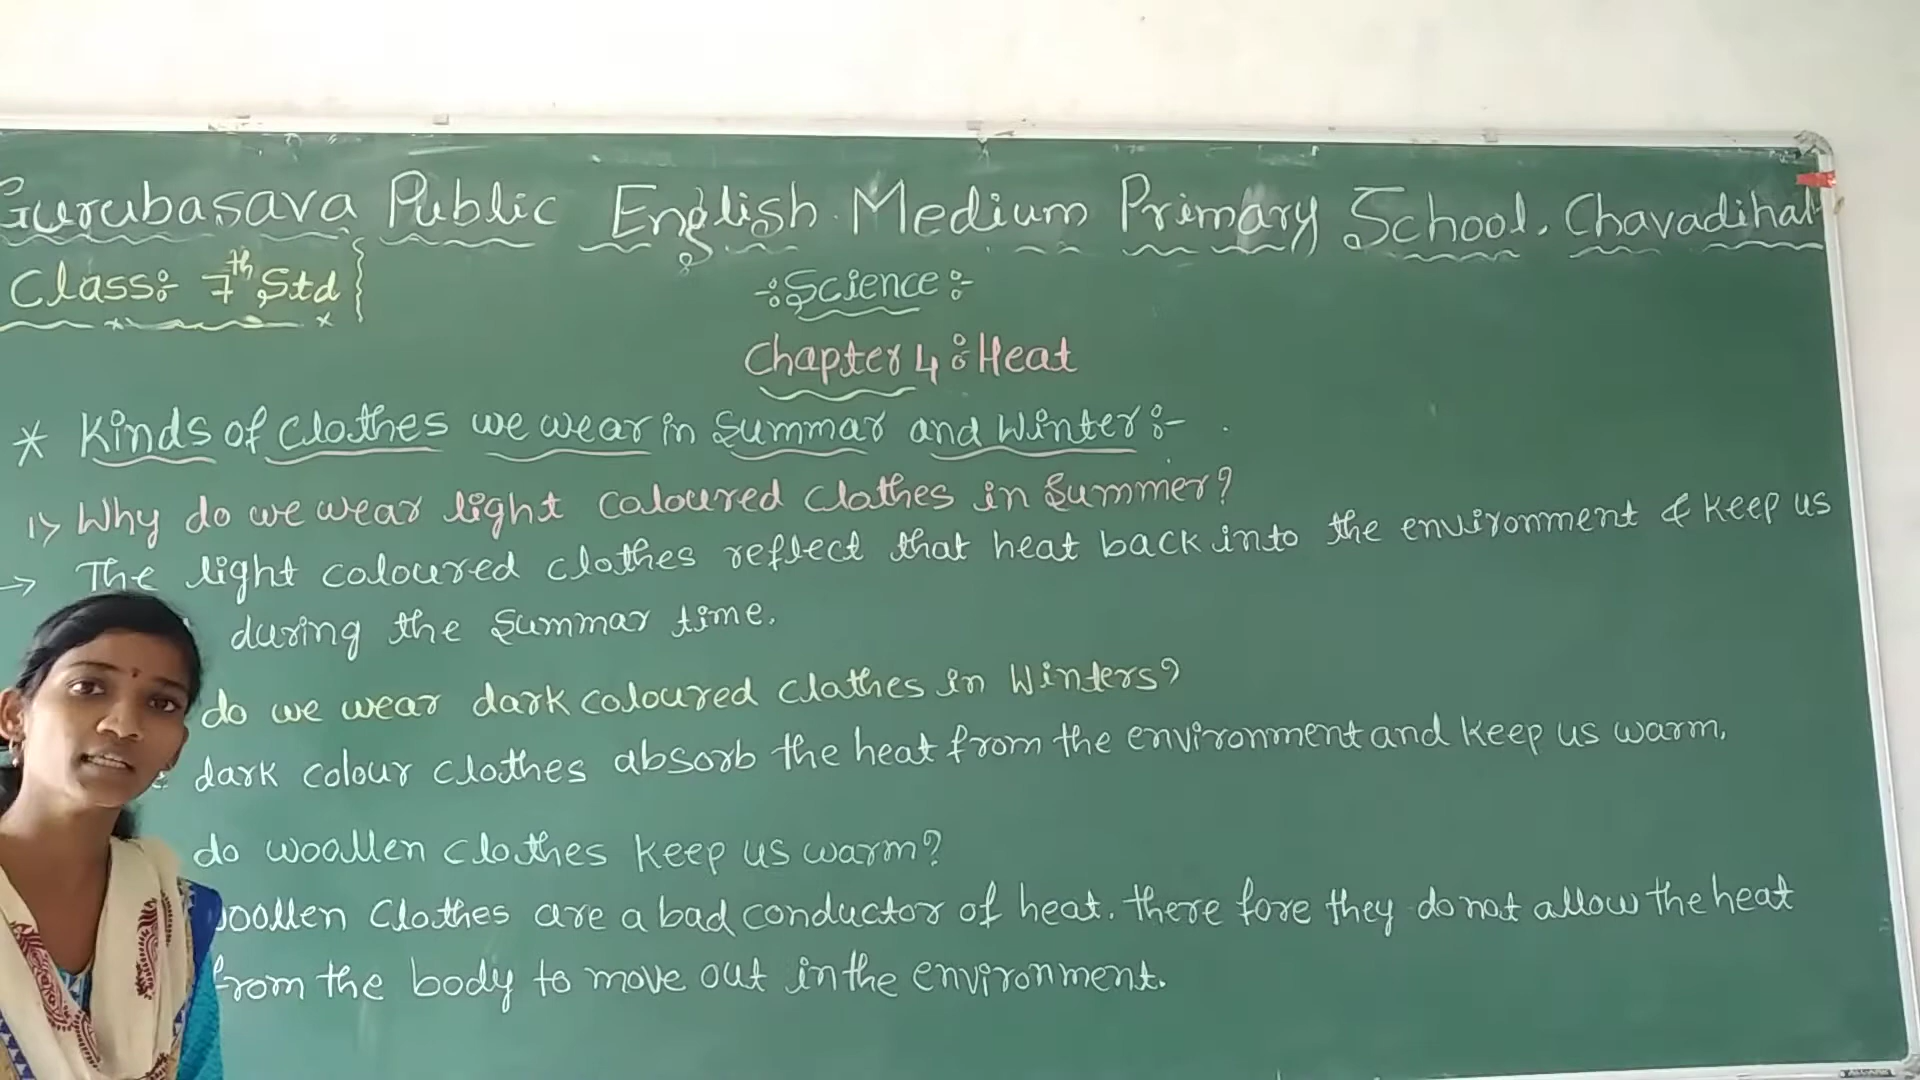 Gurubasava Public English Medium Primary School, Chavadihal
Class:- 7th Std
-:Science:-
Chapter 4 : Heat
* Kinds of clothes we wear in Summar and Winter :-
1> Why do we wear light coloured clothes in Summer?
→ The light coloured clothes reflect that heat back into the environment & keep us
during the Summar time.
do we wear dark coloured clothes in Winters?
dark colour clothes absorb the heat from the environment and keep us warm.
do woollen clothes keep us warm?
woollen clothes are a bad conductor of heat. there fore they do not allow the heat
from the body to move out in the environment.